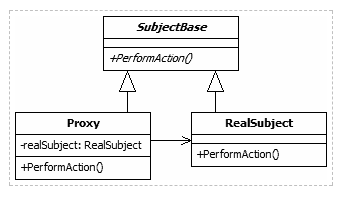 SubjectBase
+PerformAction()
Proxy
-realSubject: RealSubject
+PerformAction()
RealSubject
+PerformAction()